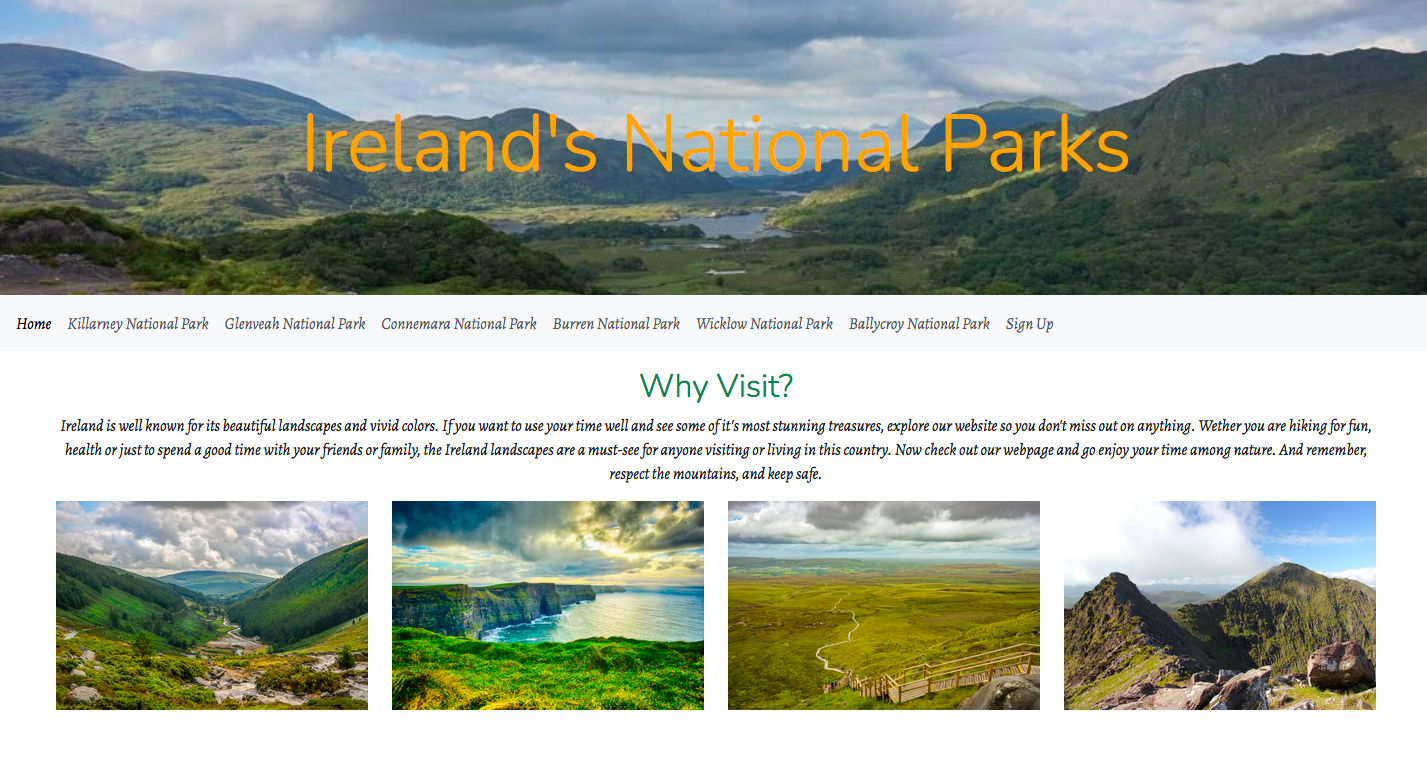 Ireland's National Parks
Home Killarney National Park Glenveah National Park Connemara National Park Burren National Park Wicklow National Park Ballycroy National Park Sign Up
Why Visit?
Ireland is well known for its beautiful landscapes and vivid colors. If you want to use your time well and see some of it's most stunning treasures, explore our website so you don't miss out on anything. Wether you are hiking for fun,
health or just to spend a good time with your friends or family, the Ireland landscapes are a must-see for anyone visiting or living in this country. Now check out our webpage and go enjoy your time among nature. And remember,
respect the mountains, and keep safe.